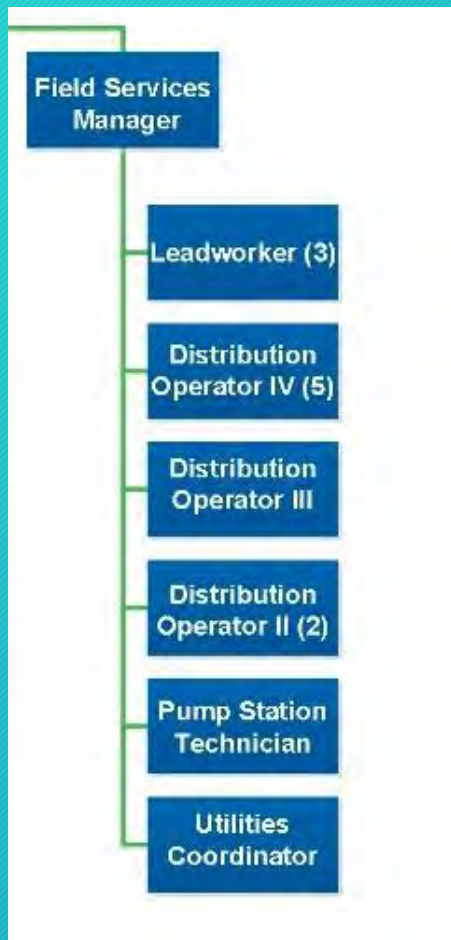 Field Services
Manager
Leadworker (3)
Distribution
Operator IV (5)
Distribution
Operator III
Distribution
Operator II (2)
Pump Station
Technician
Utilities
Coordinator